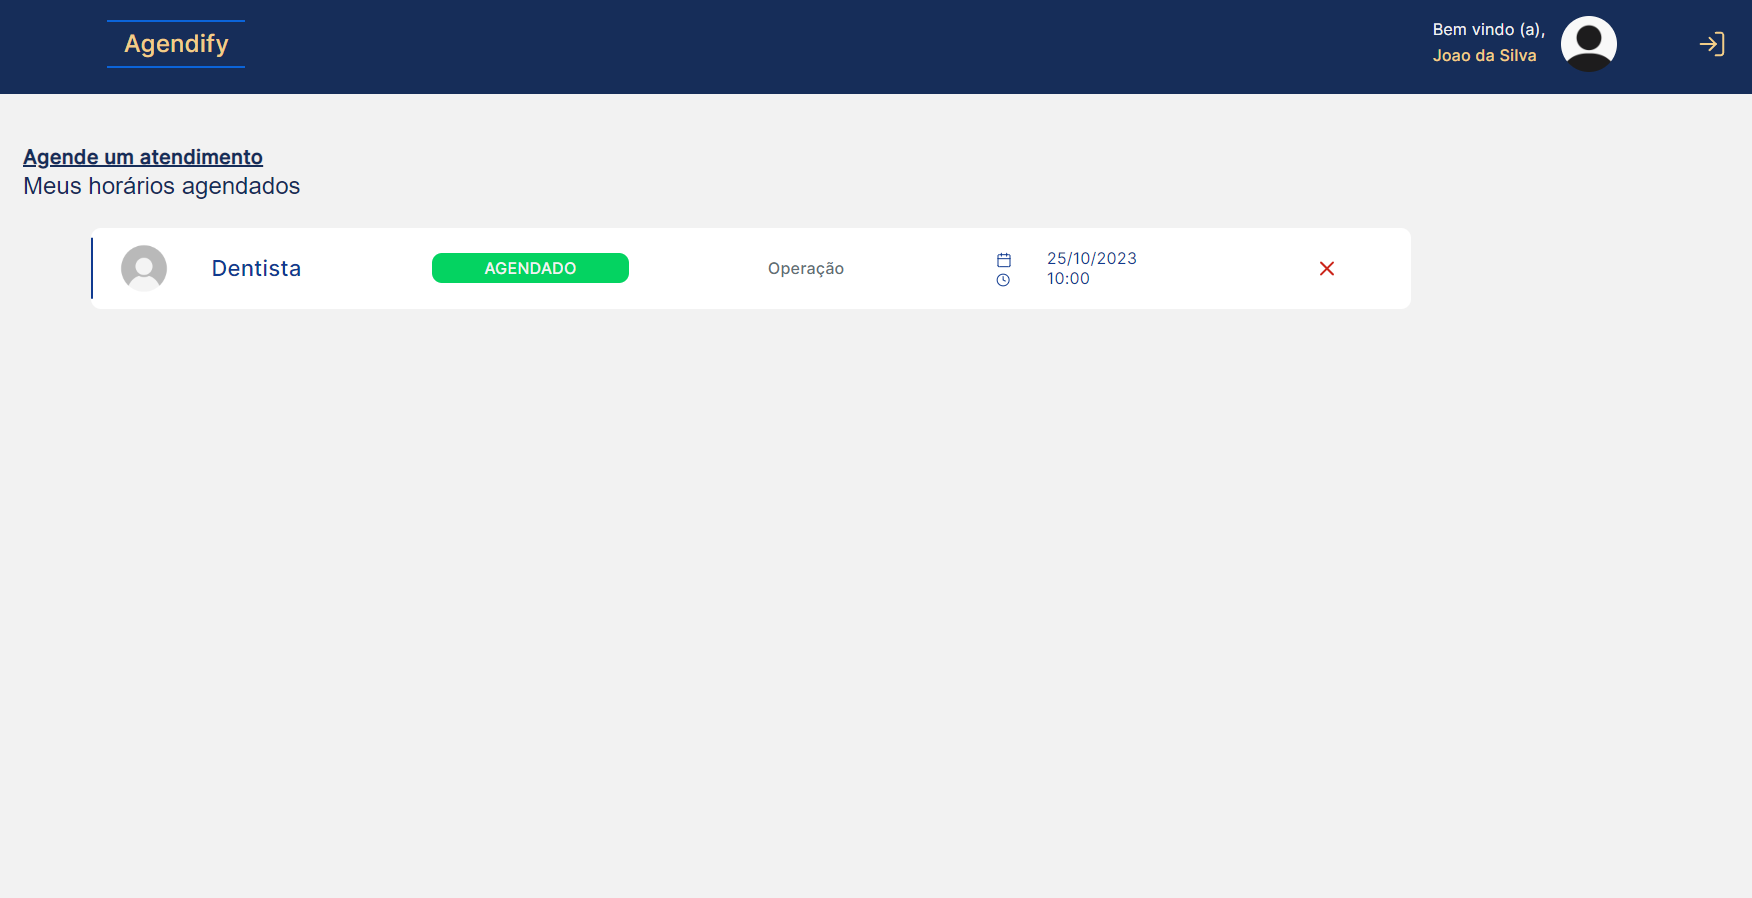 Agendify
Bem vindo (a),
Joao da Silva
Agende um atendimento
Meus horários agendados
Dentista
AGENDADO
Operação
25/10/2023
10:00